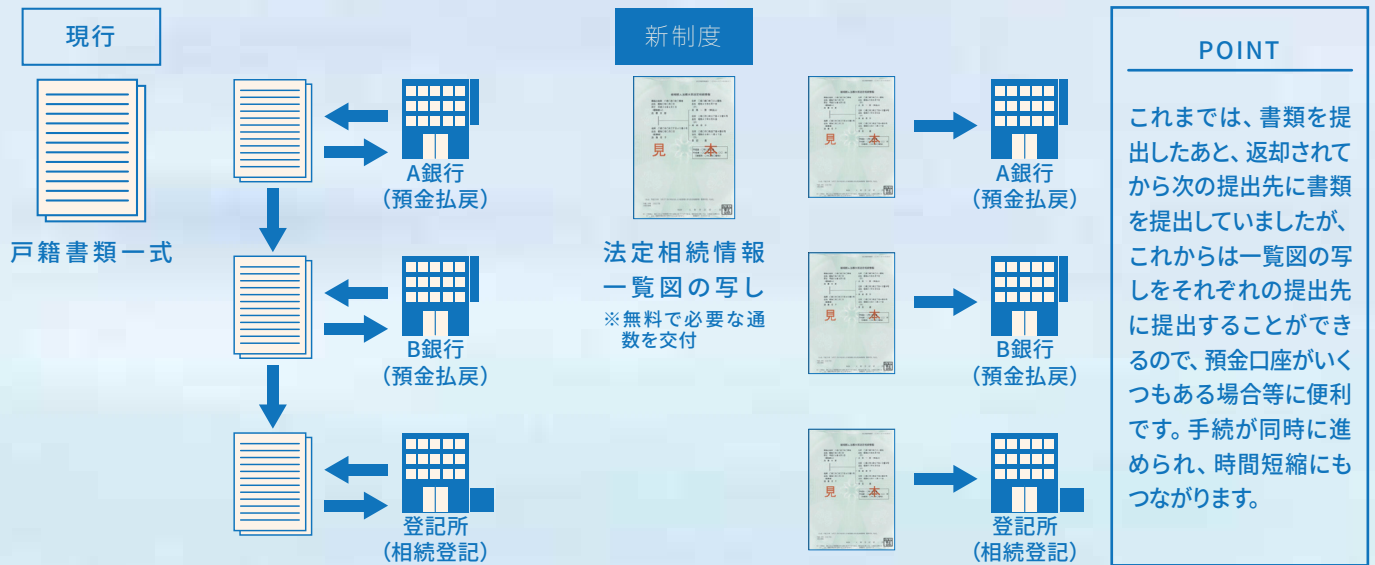 現行
戸籍書類一式
A銀行
(預金払戻)
B銀行
(預金払戻)
登記所
(相続登記)
新制度
見本
法定相続情報
一覧図の写し
※無料で必要な通
数を交付
見本
A銀行
(預金払戻)
見本
B銀行
(預金払戻)
見本
登記所
(相続登記)
POINT
これまでは、書類を提
出したあと、返却されて
から次の提出先に書類
を提出していましたが、
これからは一覧図の写
しをそれぞれの提出先
に提出することができ
るので、預金口座がいく
つもある場合等に便利
です。手続が同時に進
められ、時間短縮にも
つながります。